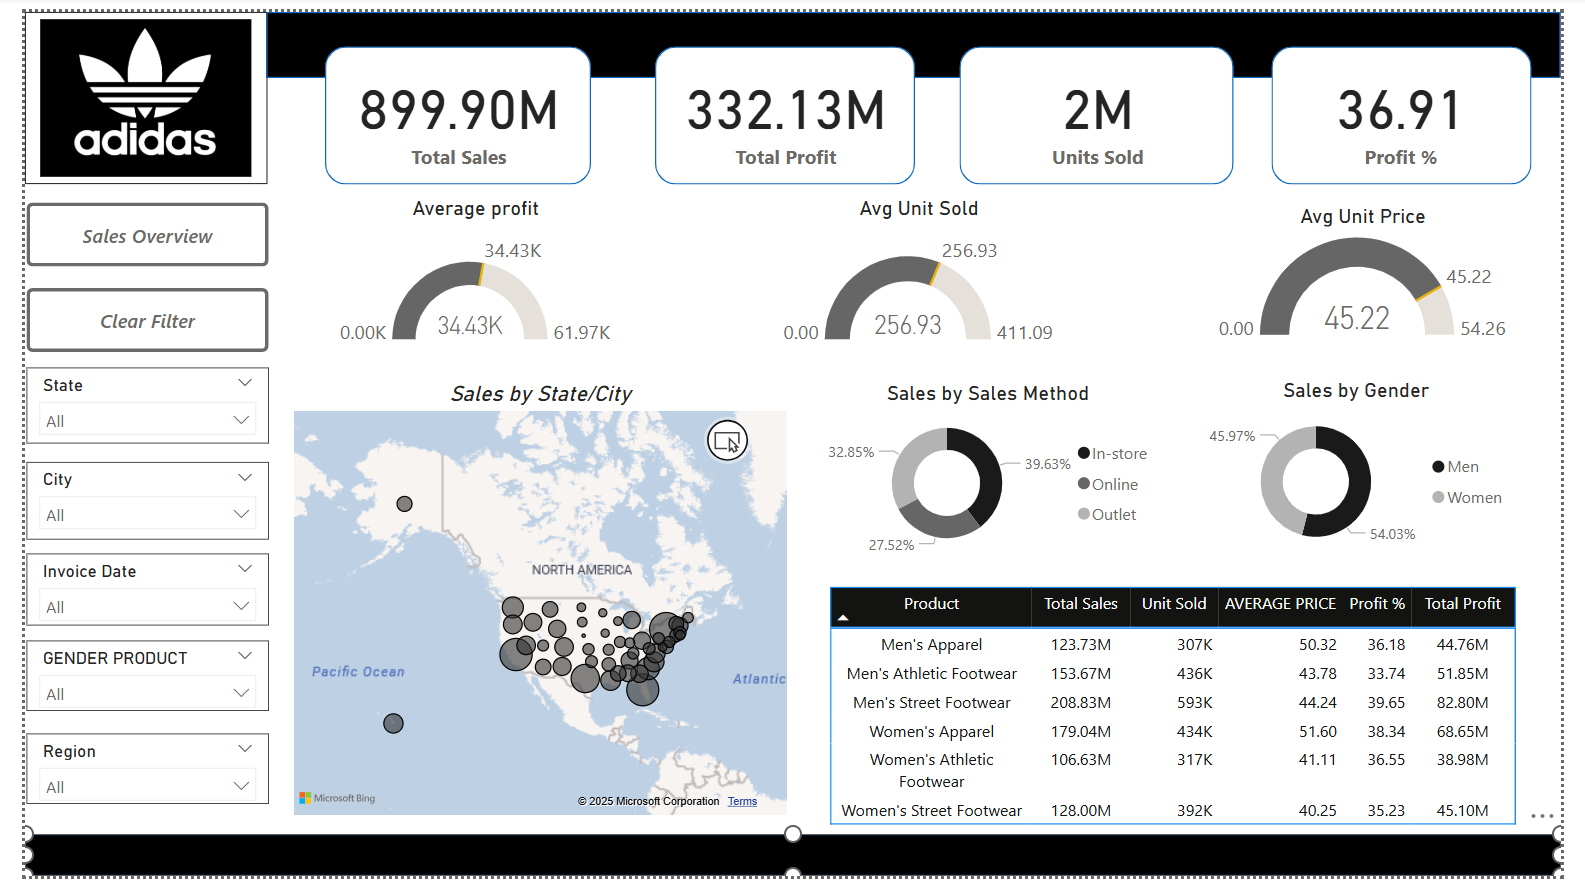 adidas
899.90M
Total Sales
332.13M
Total Profit
2M
Units Sold
36.91
Profit %
Sales Overview
Clear Filter
Average profit
34.43K
0.00K
34.43K
61.97K
Avg Unit Sold
256.93
0.00
256.93
411.09
Avg Unit Price
45.22
0.00
45.22
54.26
State
All
City
All
Invoice Date
All
GENDER PRODUCT
All
Region
All
Sales by State/City
NORTH AMERICA
Pacific Ocean
Atlantic
Microsoft Bing
© 2025 Microsoft Corporation Terms
Sales by Sales Method
32.85%
39.63%
27.52%
In-store
Online
Outlet
Sales by Gender
45.97%
54.03%
Men
Women
Product Total Sales Unit Sold AVERAGE PRICE Profit % Total Profit
Men's Apparel 123.73M 307K 50.32 36.18 44.76M
Men's Athletic Footwear 153.67M 436K 43.78 33.74 51.85M
Men's Street Footwear 208.83M 593K 44.24 39.65 82.80M
Women's Apparel 179.04M 434K 51.60 38.34 68.65M
Women's Athletic 106.63M 317K 41.11 36.55 38.98M
Footwear
Women's Street Footwear 128.00M 392K 40.25 35.23 45.10M